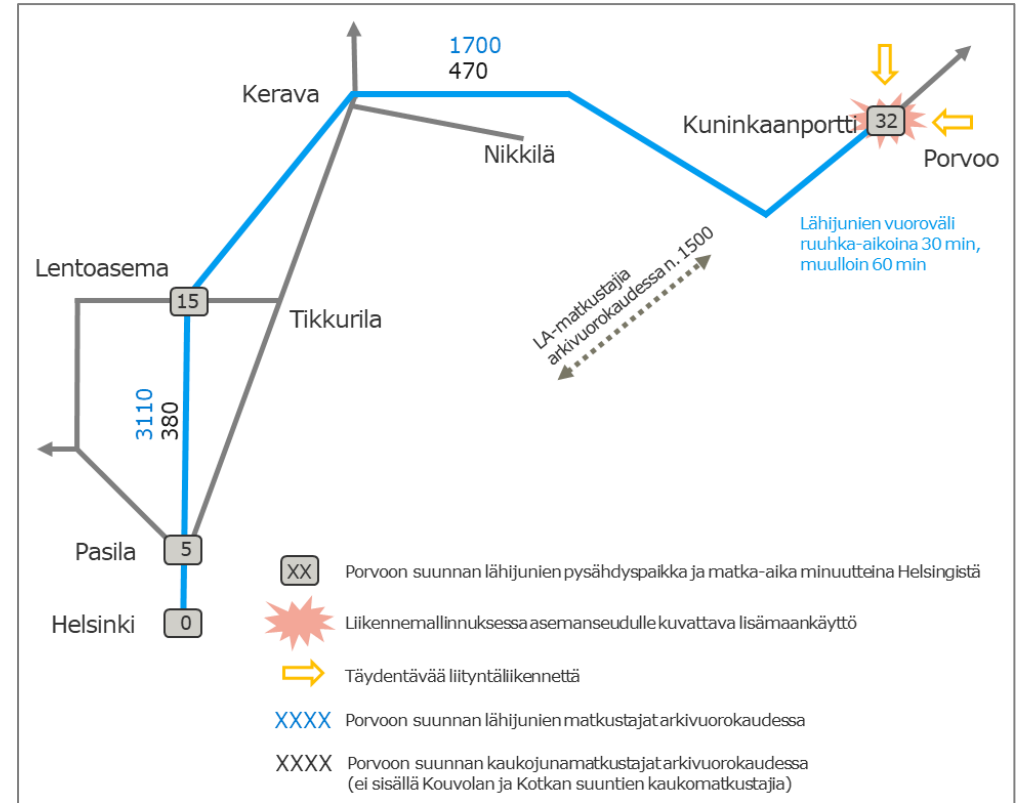 1700
470
Kerava
Nikkilä
Kuninkaanportti
32
Porvoo
Lähijunien vuoroväli
ruuhka-aikoina 30 min,
muulloin 60 min
Lentoasema
15
Tikkurila
LA-matkustajia
arkivuorokaudessa n. 1500
3110
380
Pasila
5
Helsinki
0
XX Porvoon suunnan lähijunien pysähdyspaikka ja matka-aika minuutteina Helsingistä
Liikennemallinnuksessa asemanseudulle kuvattava lisämaankäyttö
Täydentävää liityntäliikennettä
XXXX Porvoon suunnan lähijunien matkustajat arkivuorokaudessa
XXXX Porvoon suunnan kaukojunamatkustajat arkivuorokaudessa
(ei sisällä Kouvolan ja Kotkan suuntien kaukomatkustajia)